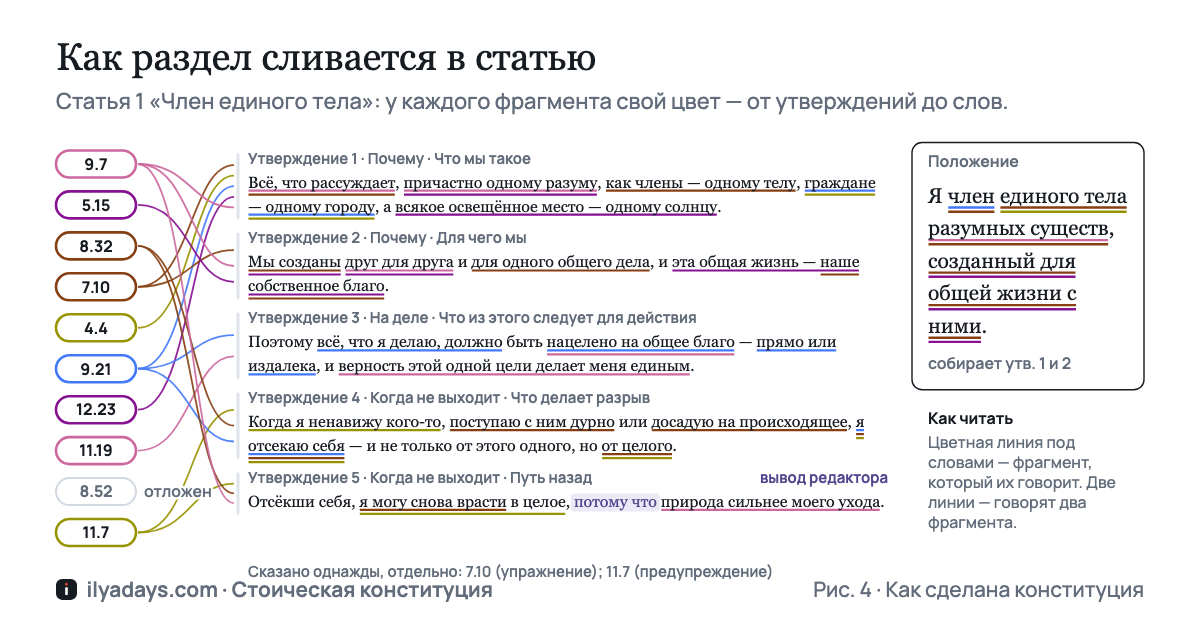 Как раздел сливается в статью
Статья 1 «Член единого тела»: у каждого фрагмента свой цвет — от утверждений до слов.
9.7
5.15
8.32
7.10
4.4
9.21
12.23
11.19
8.52 отложен
11.7
Утверждение 1 · Почему · Что мы такое
Всё, что рассуждает, причастно одному разуму, как члены — одному телу, граждане
— одному городу, а всякое освещённое место — одному солнцу.
Утверждение 2 · Почему · Для чего мы
Мы созданы друг для друга и для одного общего дела, и эта общая жизнь — наше
собственное благо.
Утверждение 3 · На деле · Что из этого следует для действия
Поэтому всё, что я делаю, должно быть нацелено на общее благо — прямо или
издалека, и верность этой одной цели делает меня единым.
Утверждение 4 · Когда не выходит · Что делает разрыв
Когда я ненавижу кого-то, поступаю с ним дурно или досадую на происходящее, я
отсекаю себя — и не только от этого одного, но от целого.
Утверждение 5 · Когда не выходит · Путь назад вывод редактора
Отсёкши себя, я могу снова врасти в целое, потому что природа сильнее моего ухода.
Сказано однажды, отдельно: 7.10 (упражнение); 11.7 (предупреждение)
Положение
Я член единого тела
разумных существ,
созданный для
общей жизни с
ними.
собирает утв. 1 и 2
Как читать
Цветная линия под
словами — фрагмент,
который их говорит. Две
линии — говорят два
фрагмента.
i ilyadays.com · Стоическая конституция
Рис. 4 · Как сделана конституция